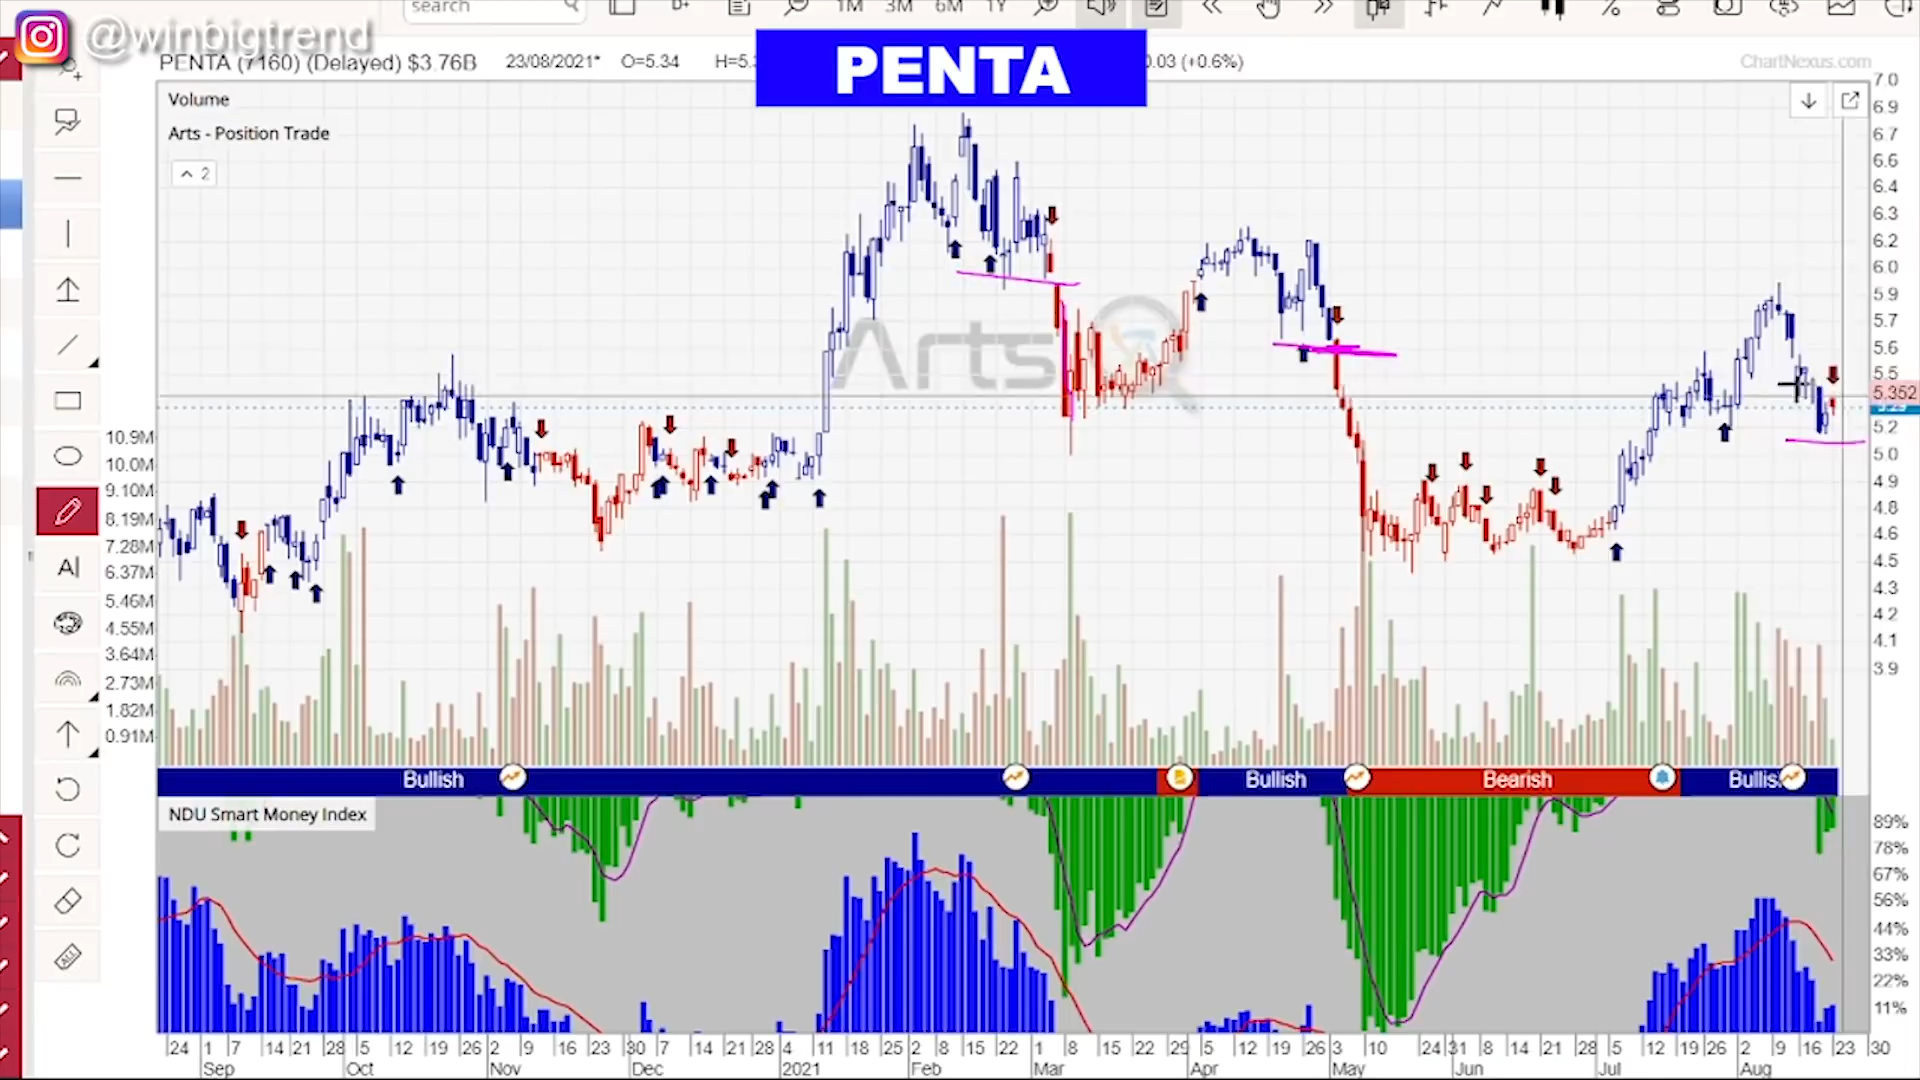 @winbigtrend
search
1M 3M 6M 1Y
PENTA (7160) (Delayed) $3.76B 23/08/2021* O=5.34
PENTA
(+0.6%)
ChartNexus.com
Volume
Arts - Position Trade
2
Arts
7.0
6.9
6.7
6.6
6.4
6.3
6.2
6.0
5.9
5.7
5.6
5.5
5.352
5.2
5.0
4.9
4.8
4.6
4.5
4.3
4.2
4.1
3.9
10.9M
10.0M
9.10M
8.19M
7.28M
6.37M
5.46M
4.55M
3.64M
2.73M
1.82M
0.91M
A
ALL
Bullish Bullish Bearish
NDU Smart Money Index
89%
78%
67%
56%
44%
33%
22%
11%
24 1 7 14 21 28 5 12 19 26 2 9 16 23 30 7 14 21 28 4 11 18 25 2 8 15 22 1 8 15 22 29 5 12 19 26 3 10 24 31 8 14 21 28 5 12 19 26 2 9 16 23 30
Sep Oct Nov Dec 2021 Feb Mar Apr May Jun Jul Aug